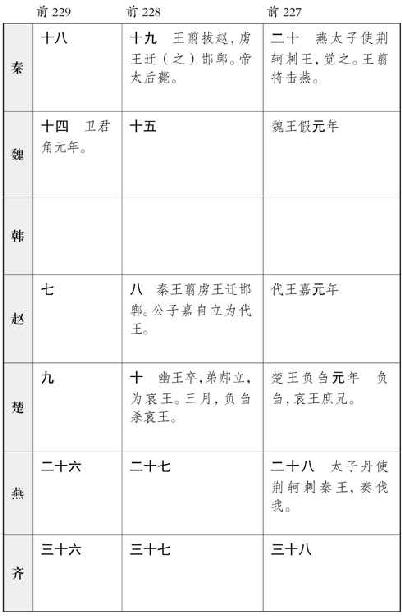 前 229 前 228 前 227
秦
十八
十九 王翦拔赵，虏
王迁（之）邯郸。帝
太后薨。
二十 燕太子使荆
轲刺王，觉之。王翦
将击燕。
魏
十四 卫君
角元年。
十五
魏王假元年
韩
赵
七
八 秦王翦虏王迁邯
郸。公子嘉自立为代
王。
代王嘉元年
楚
九
十 幽王卒，弟郝立，
为哀王。三月，负刍
杀哀王。
楚王负刍元年 负
刍，哀王庶兄。
燕
二十六
二十七
二十八 太子丹使
荆轲刺秦王，秦伐
我。
齐
三十六
三十七
三十八